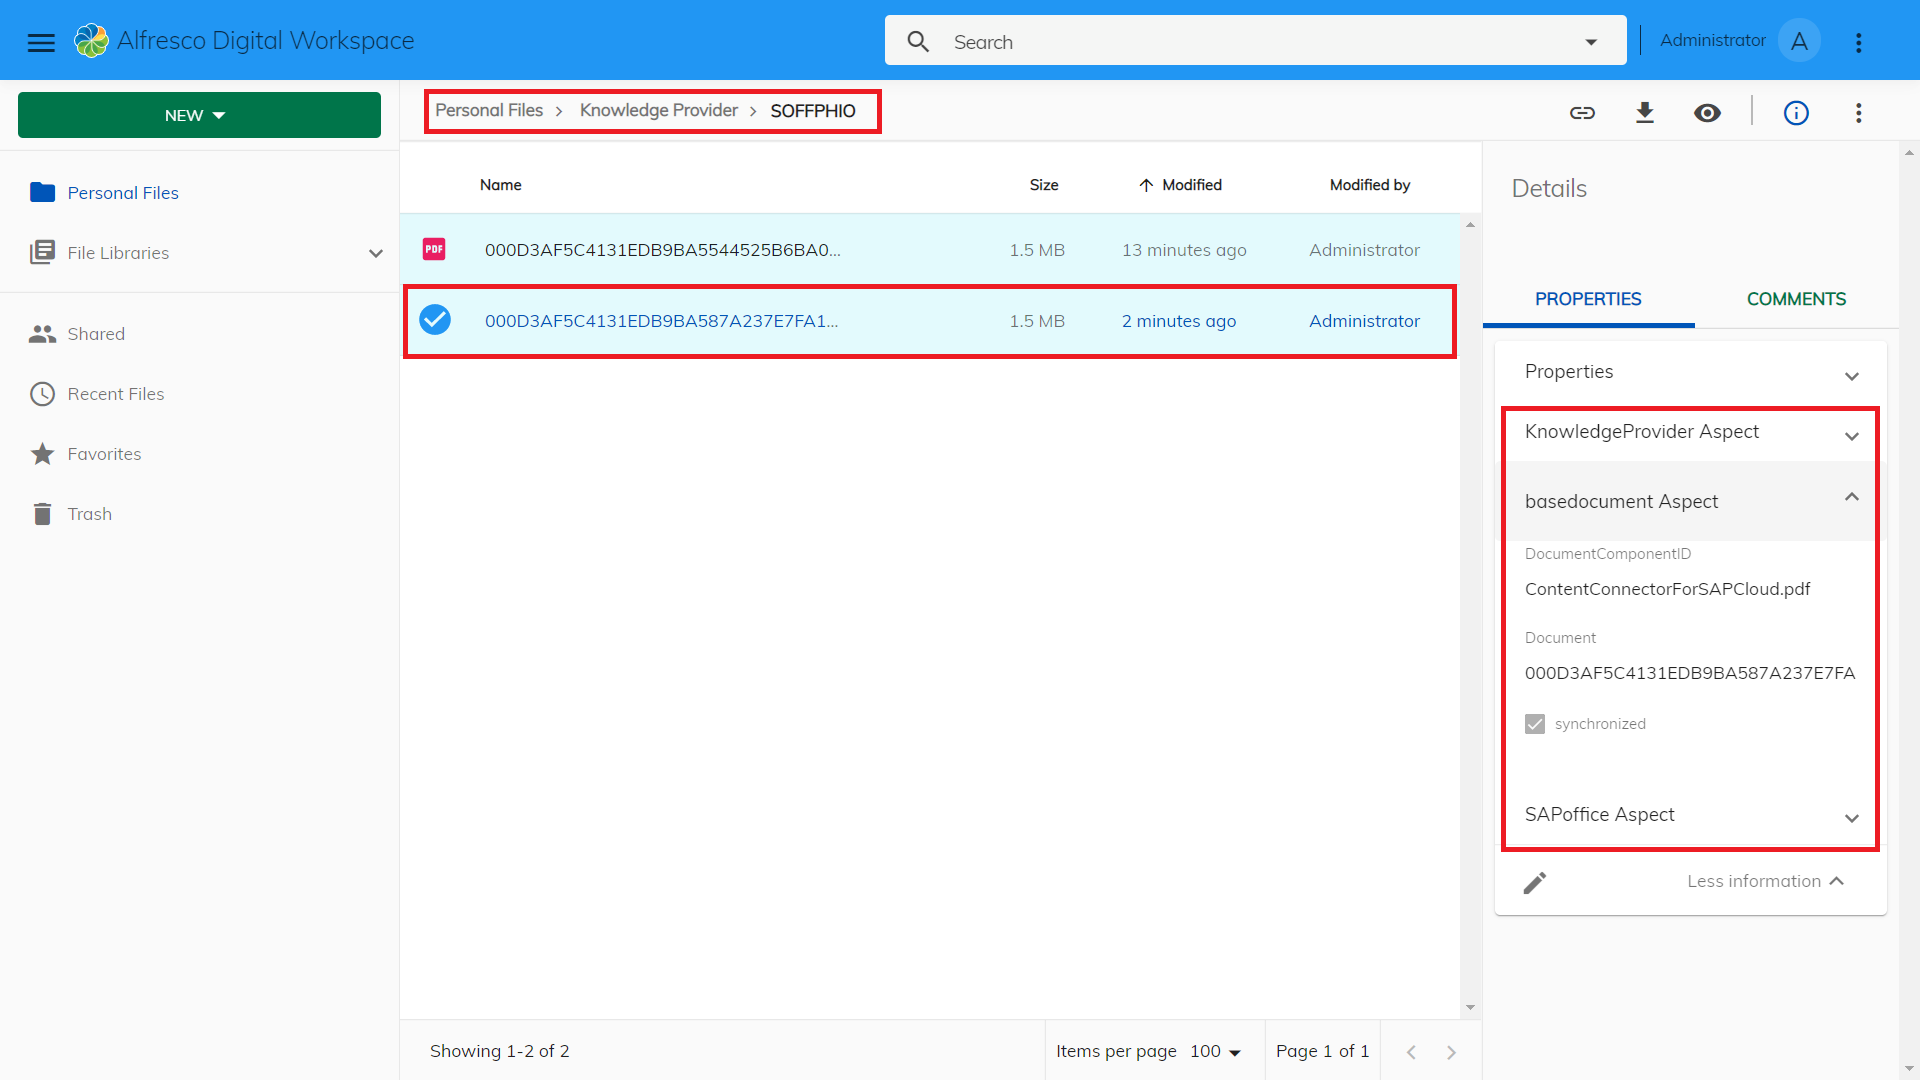 Alfresco Digital Workspace
Search
Administrator
A
NEW
Personal Files
File Libraries
Shared
Recent Files
Favorites
Trash
Personal Files > Knowledge Provider > SOFFPHIO
Name Size Modified Modified by
PDF 000D3AF5C4131EDB9BA5544525B6BA0... 1.5 MB 13 minutes ago Administrator
000D3AF5C4131EDB9BA587A237E7FA1... 1.5 MB 2 minutes ago Administrator
Showing 1-2 of 2
Items per page 100
Page 1 of 1
Details
PROPERTIES COMMENTS
Properties
KnowledgeProvider Aspect
basedocument Aspect
DocumentComponentID
ContentConnectorForSAPCloud.pdf
Document
000D3AF5C4131EDB9BA587A237E7FA
synchronized
SAPoffice Aspect
Less information